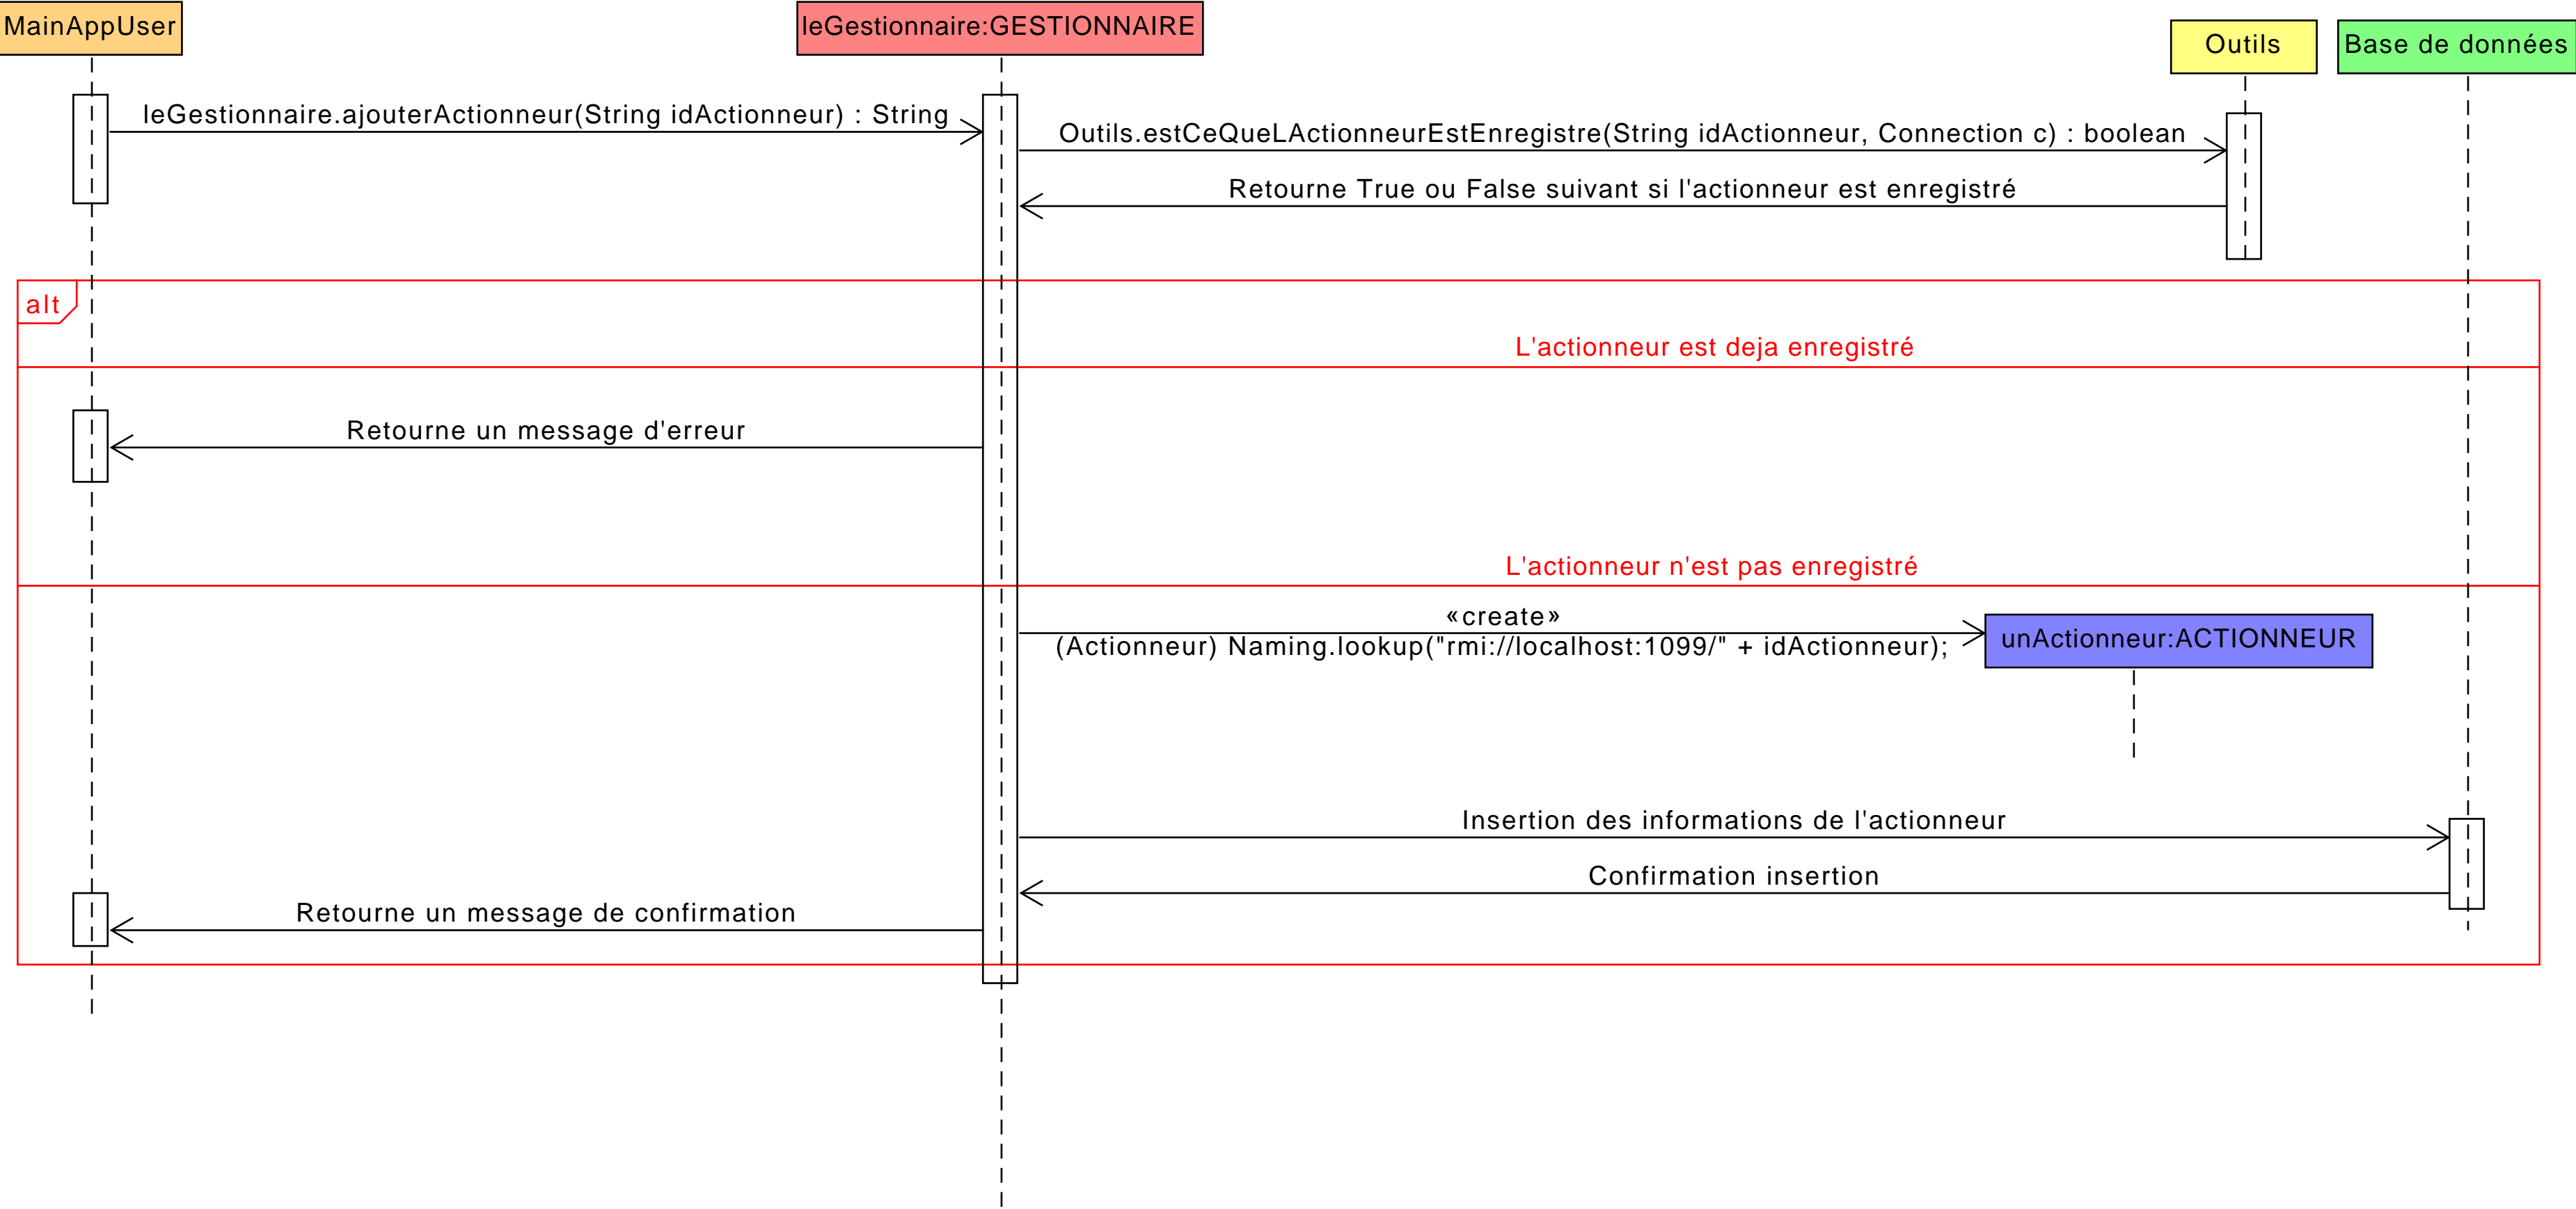 MainAppUser
leGestionnaire:GESTIONNAIRE
Outils
Base de données
leGestionnaire.ajouterActionneur(String idActionneur) : String
Outils.estCeQueLActionneurEstEnregistre(String idActionneur, Connection c) : boolean
Retourne True ou False suivant si l'actionneur est enregistré
alt
L'actionneur est deja enregistré
Retourne un message d'erreur
L'actionneur n'est pas enregistré
«create»
(Actionneur) Naming.lookup("rmi://localhost:1099/" + idActionneur);
unActionneur:ACTIONNEUR
Insertion des informations de l'actionneur
Confirmation insertion
Retourne un message de confirmation